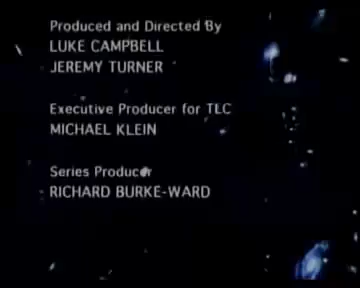 Produced and Directed By
LUKE CAMPBELL
JEREMY TURNER
Executive Producer for TLC
MICHAEL KLEIN
Series Producer
RICHARD BURKE-WARD